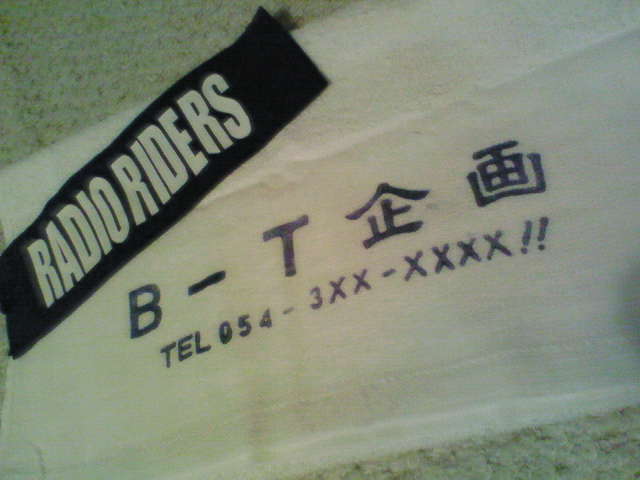 RADIO RIDERS
B-T企画
TEL 054-3XX-XXXX!!